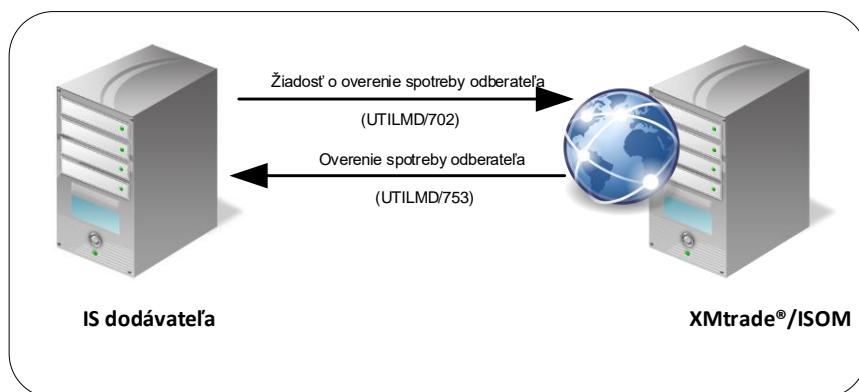 Žiadosť o overenie spotreby odberateľa
(UTILMD/702)
Overenie spotreby odberateľa
(UTILMD/753)
IS dodávateľa
XMtrade®/ISOM